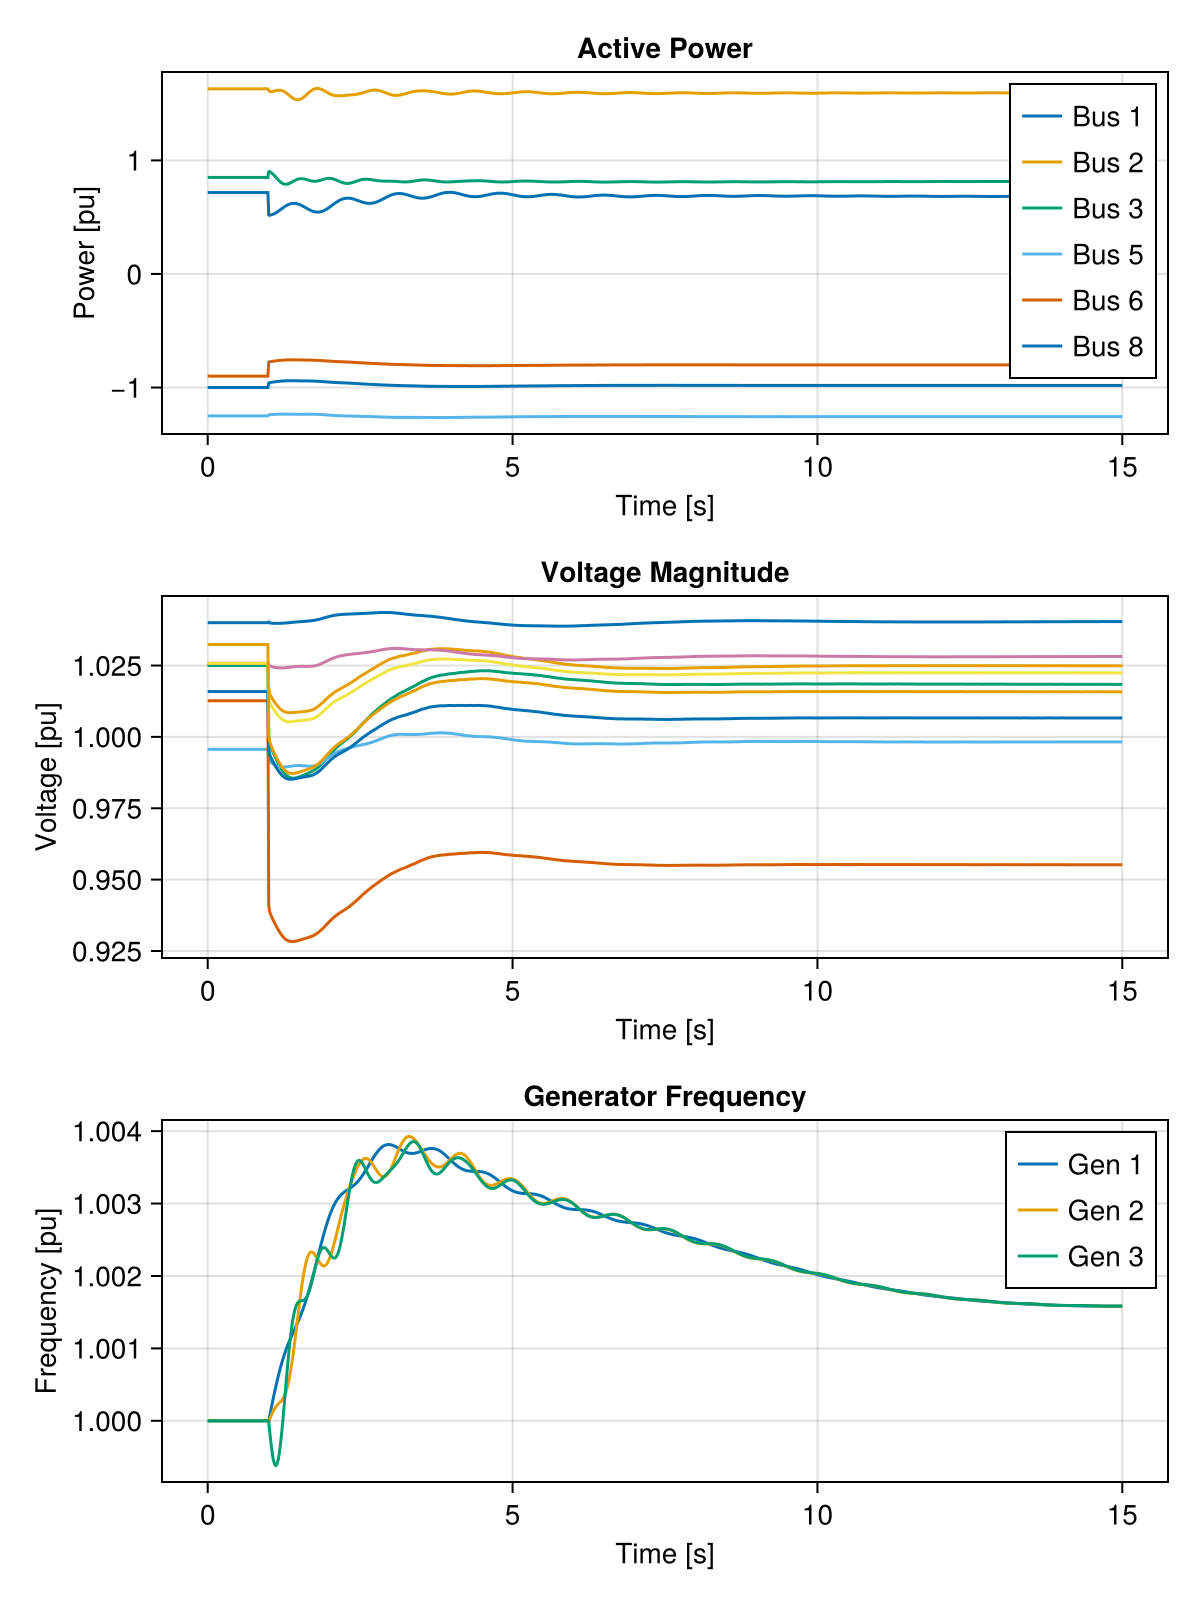 Active Power
Power [pu]
1
0
−1
Bus 1
Bus 2
Bus 3
Bus 5
Bus 6
Bus 8
0 5 10 15
Time [s]
Voltage Magnitude
Voltage [pu]
1.025
1.000
0.975
0.950
0.925
0 5 10 15
Time [s]
Generator Frequency
Frequency [pu]
1.004
1.003
1.002
1.001
1.000
Gen 1
Gen 2
Gen 3
0 5 10 15
Time [s]